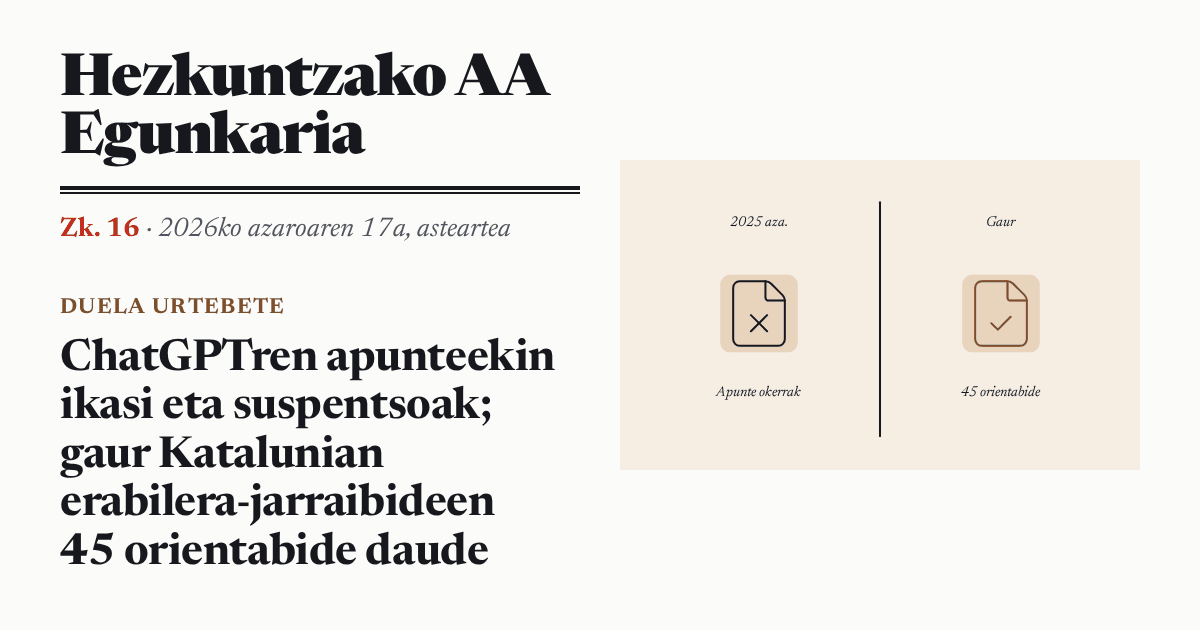 Hezkuntzako AA
Egunkaria
Zk. 16 · 2026ko azaroaren 17a, asteartea
DUELA URTEBETE
ChatGPTren apunteekin
ikasi eta suspentsoak;
gaur Katalunian
erabilera-jarraibideen
45 orientabide daude
2025 aza.
Gaur
Apunte okerrak
45 orientabide